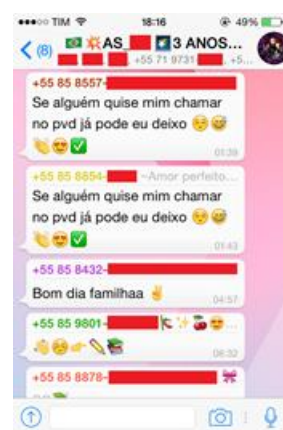 TIM 18:16 49%
(8) AS_ 3 ANOS...
+55 71 9731 , +5...
+55 85 8557-
Se alguém quise mim chamar
no pvd já pode eu deixo
01:39
+55 85 8854- ~Amor perfeito...
Se alguém quise mim chamar
no pvd já pode eu deixo
01:43
+55 85 8432-
Bom dia familhaa
04:57
+55 85 9801-
06:32
+55 85 8878-